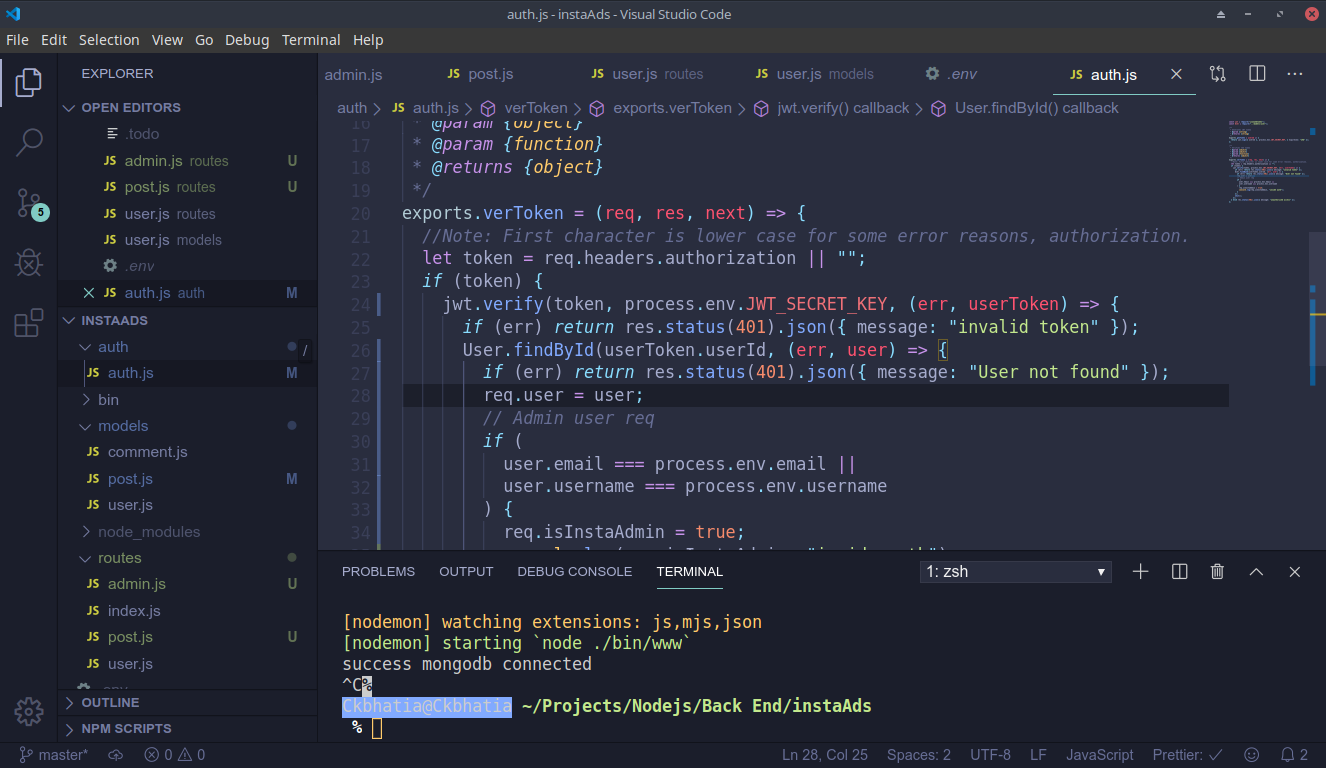 auth.js - instaAds - Visual Studio Code
File Edit Selection View Go Debug Terminal Help
EXPLORER
OPEN EDITORS
.todo
JS admin.js routes U
JS post.js routes U
JS user.js routes
JS user.js models
.env
JS auth.js auth M
INSTAADS
auth
/
JS auth.js M
bin
models
JS comment.js
JS post.js M
JS user.js
node_modules
routes
JS admin.js U
JS index.js
JS post.js U
JS user.js
.env
OUTLINE
NPM SCRIPTS
5
admin.js JS post.js JS user.js routes JS user.js models .env JS auth.js
auth > JS auth.js > verToken > exports.verToken > jwt.verify() callback > User.findById() callback
16 * @param {object}
17 * @param {function}
18 * @returns {object}
19 */
20 exports.verToken = (req, res, next) => {
21 //Note: First character is lower case for some error reasons, authorization.
22 let token = req.headers.authorization || "";
23 if (token) {
24 jwt.verify(token, process.env.JWT_SECRET_KEY, (err, userToken) => {
25 if (err) return res.status(401).json({ message: "invalid token" });
26 User.findById(userToken.userId, (err, user) => {
27 if (err) return res.status(401).json({ message: "User not found" });
28 req.user = user;
29 // Admin user req
30 if (
31 user.email === process.env.email ||
32 user.username === process.env.username
33 ) {
34 req.isInstaAdmin = true;
PROBLEMS OUTPUT DEBUG CONSOLE TERMINAL 1: zsh
[nodemon] watching extensions: js,mjs,json
[nodemon] starting `node ./bin/www`
success mongodb connected
^C%
Ckbhatia@Ckbhatia ~/Projects/Nodejs/Back End/instaAds
%
master* 0 0 Ln 28, Col 25 Spaces: 2 UTF-8 LF JavaScript Prettier: ✓ 2